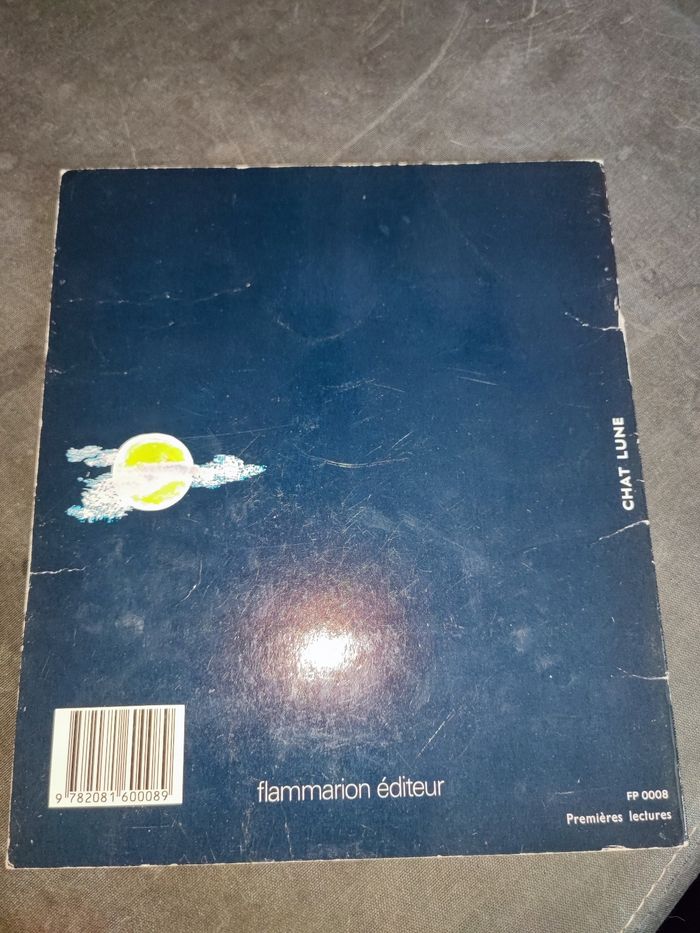 CHAT LUNE
9 782081 600089
flammarion éditeur
FP 0008
Premières lectures